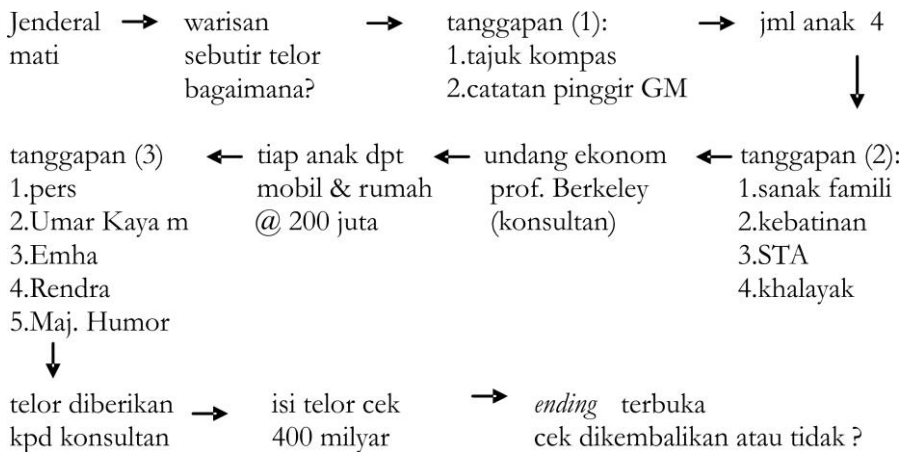 Jenderal → warisan → tanggapan (1): → jml anak 4
mati sebutir telor 1.tajuk kompas
bagaimana? 2.catatan pinggir GM
tanggapan (3) ← tiap anak dpt ← undang ekonom ← tanggapan (2):
1.pers mobil & rumah prof. Berkeley 1.sanak famili
2.Umar Kaya m @ 200 juta (konsultan) 2.kebatinan
3.Emha 3.STA
4.Rendra 4.khalayak
5.Maj. Humor
telor diberikan → isi telor cek → ending terbuka
kpd konsultan 400 milyar cek dikembalikan atau tidak ?